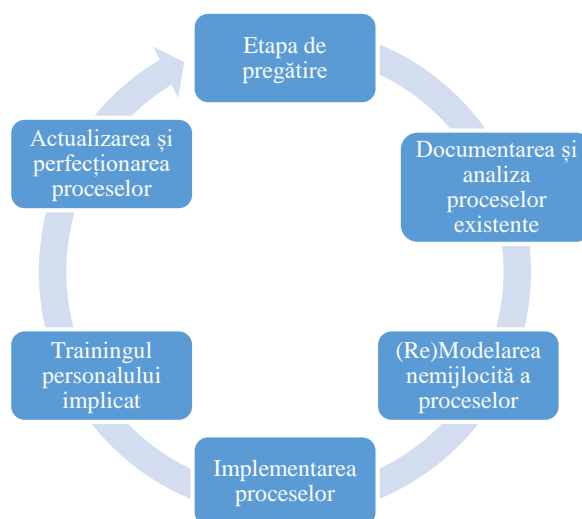 Etapa de
pregătire
Documentarea și
analiza
proceselor
existente
(Re)Modelarea
nemijlocită a
proceselor
Implementarea
proceselor
Trainingul
personalului
implicat
Actualizarea și
perfecționarea
proceselor